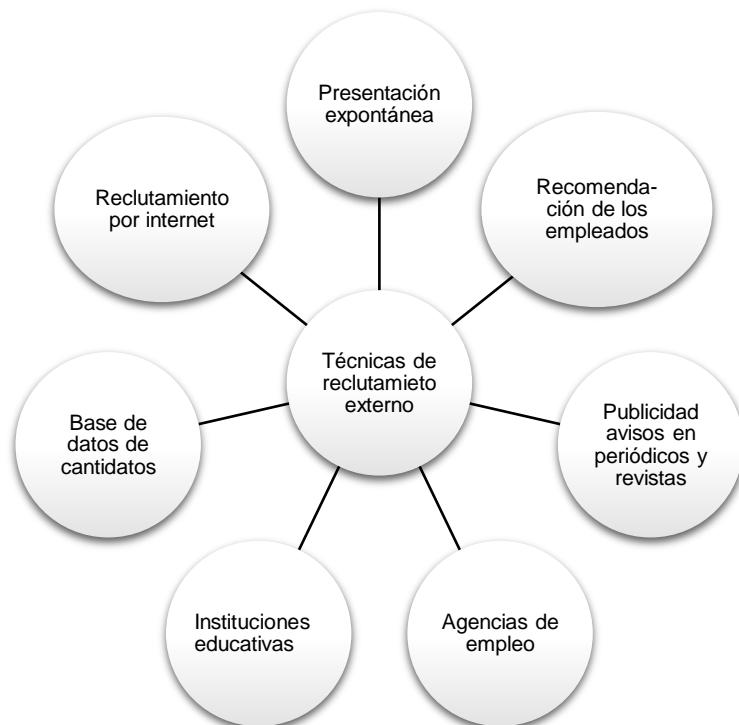 Presentación
expontánea
Recomenda-
ción de los
empleados
Publicidad
avisos en
periódicos y
revistas
Agencias de
empleo
Instituciones
educativas
Base de
datos de
cantidatos
Reclutamiento
por internet
Técnicas de
reclutamieto
externo